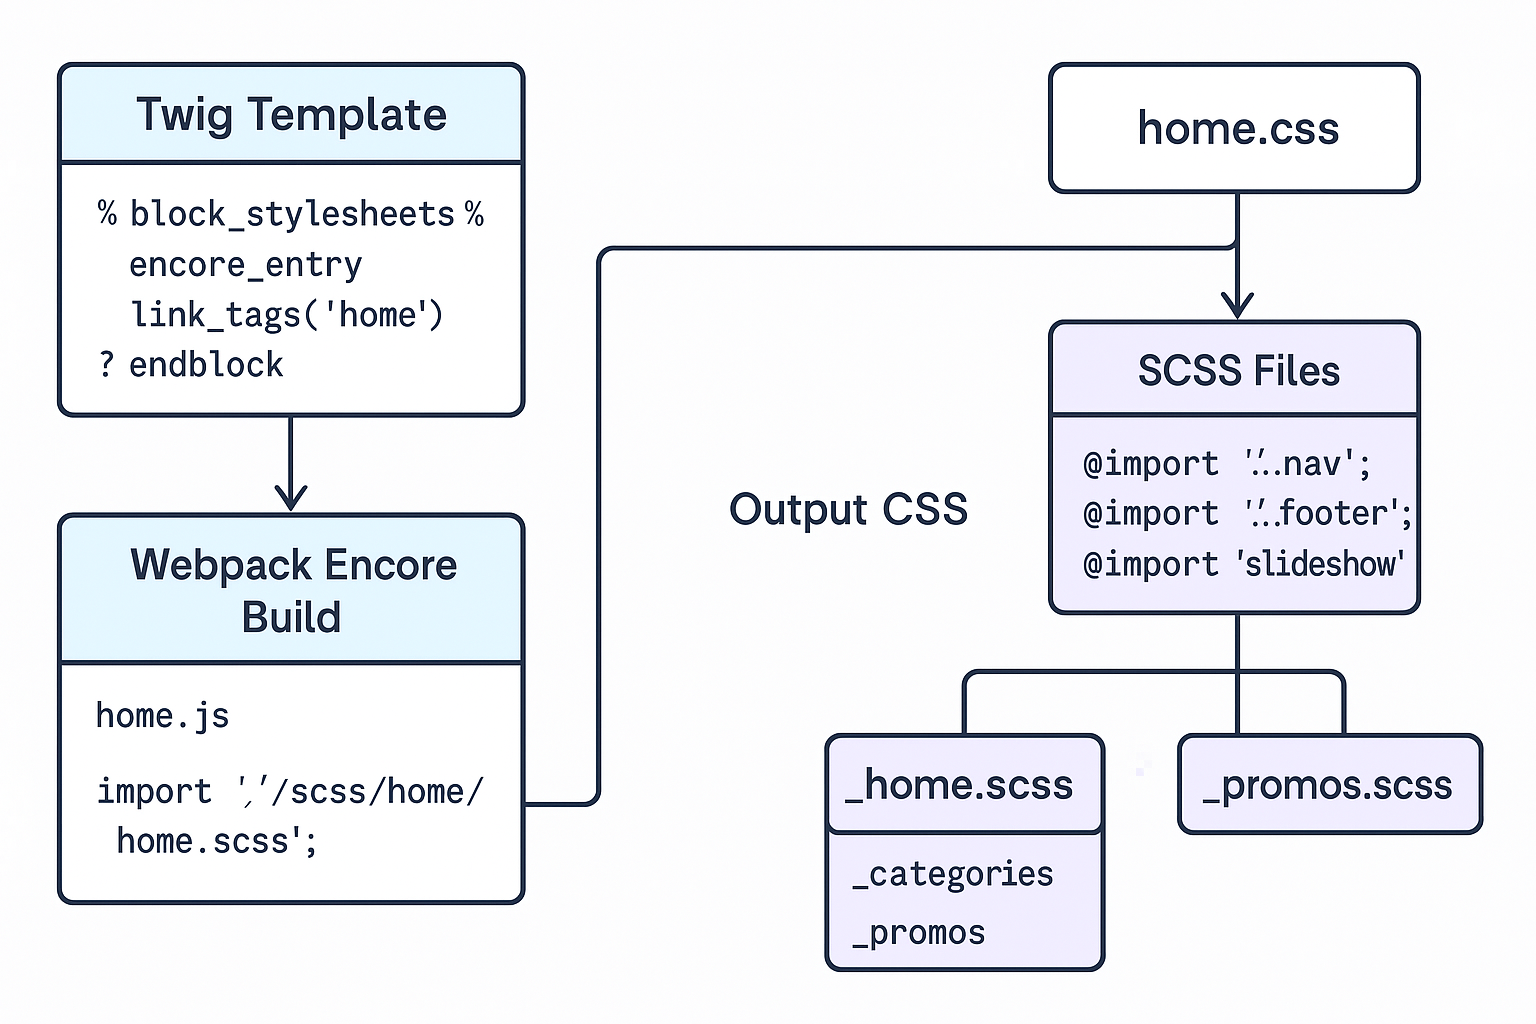 Twig Template
% block_stylesheets %
encore_entry
link_tags('home')
? endblock
Webpack Encore
Build
home.js
import ','/scss/home/
home.scss';
home.css
Output CSS
SCSS Files
@import '.'...nav';
@import '.'...footer';
@import 'slideshow'
_home.scss
_categories
_promos
_promos.scss